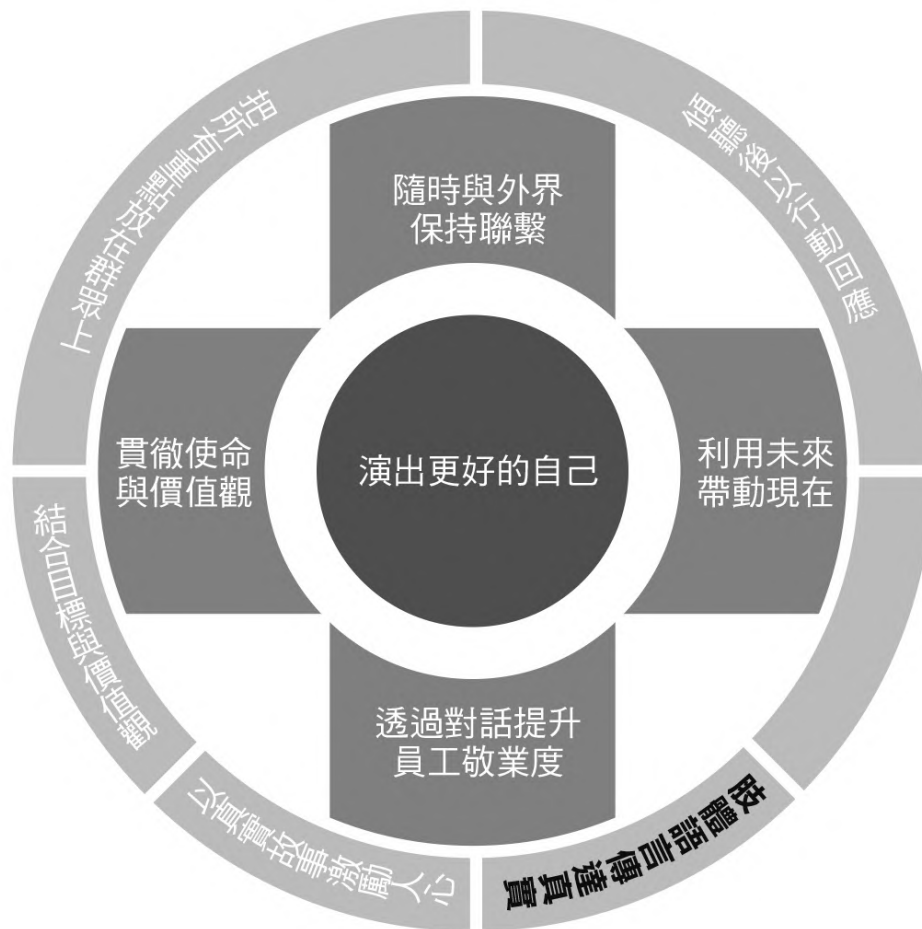 把所有重點放在群眾上
傾聽後以行動回應
隨時與外界
保持聯繫
貫徹使命
與價值觀
演出更好的自己
利用未來
帶動現在
透過對話提升
員工敬業度
結合目標與價值觀
以真實故事激勵人心
肢體語言傳達真實